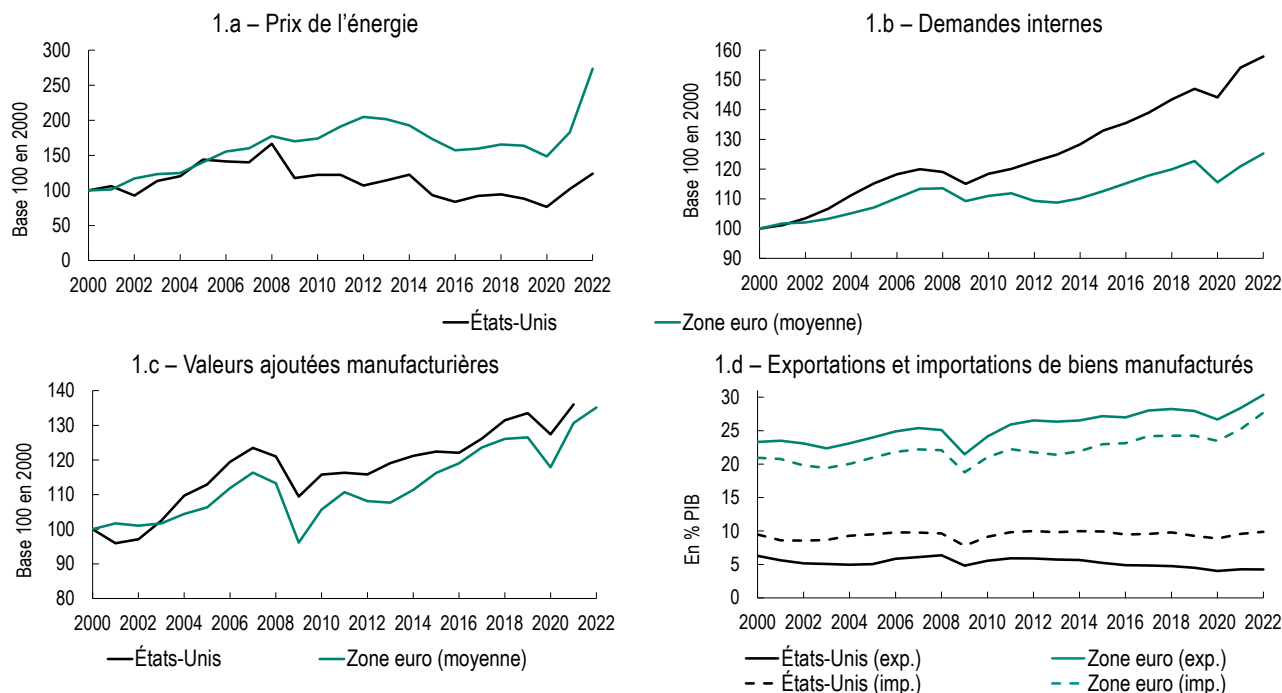 1.a – Prix de l’énergie
Base 100 en 2000
300
250
200
150
100
50
0
2000 2002 2004 2006 2008 2010 2012 2014 2016 2018 2020 2022
1.b – Demandes internes
Base 100 en 2000
160
150
140
130
120
110
100
90
2000 2002 2004 2006 2008 2010 2012 2014 2016 2018 2020 2022
États-Unis Zone euro (moyenne)
1.c – Valeurs ajoutées manufacturières
Base 100 en 2000
140
130
120
110
100
90
80
2000 2002 2004 2006 2008 2010 2012 2014 2016 2018 2020 2022
États-Unis Zone euro (moyenne)
1.d – Exportations et importations de biens manufacturés
En % PIB
30
25
20
15
10
5
0
2000 2002 2004 2006 2008 2010 2012 2014 2016 2018 2020 2022
États-Unis (exp.) Zone euro (exp.)
États-Unis (imp.) Zone euro (imp.)